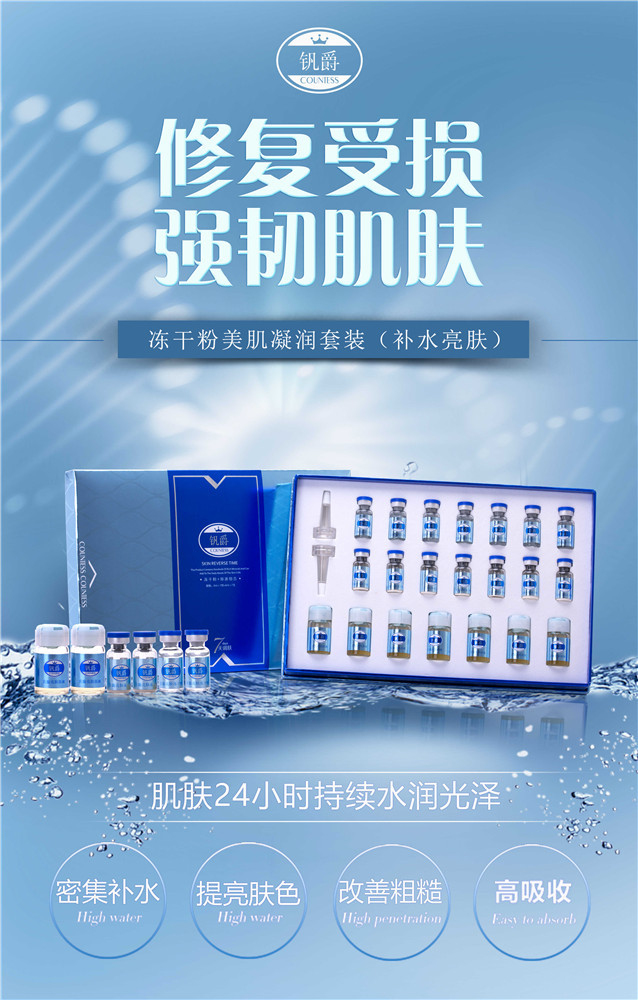 钒爵
COUNTESS
修复受损
强韧肌肤
冻干粉美肌凝润套装（补水亮肤）
钒爵
COUNTESS
SKIN REVERSE TIME
COUNTESS COUNTESS
肌肤24小时持续水润光泽
密集补水
High water
提亮肤色
High water
改善粗糙
High penetration
高吸收
Easy to absorb